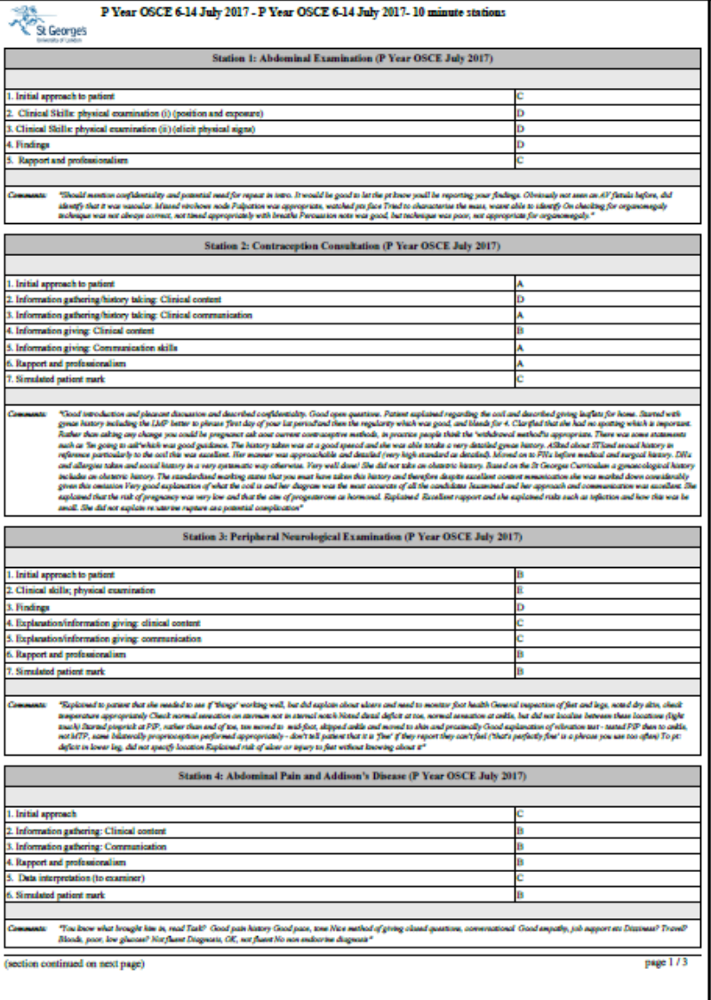 St George's
University of London
P Year OSCE 6-14 July 2017 - P Year OSCE 6-14 July 2017- 10 minute stations
Station 1: Abdominal Examination (P Year OSCE July 2017)
1. Initial approach to patient C
2. Clinical Skills: physical examination (i) (position and exposure) D
3. Clinical Skills: physical examination (ii) (elicit physical signs) D
4. Findings D
5. Rapport and professionalism C
Comments: "Should mention confidentiality and potential need for repeat in intro. It would be good to let the pt know you'll be reporting your findings. Obviously not seen an AV fistula before, did
identify that it was vascular. Missed virchows node Palpation was appropriate, watched pts face Tried to characterise the mass, wasnt able to identify On checking for organomegaly
technique was not always correct, not timed appropriately with breaths Percussion note was good, but technique was poor, not appropriate for organomegaly."
Station 2: Contraception Consultation (P Year OSCE July 2017)
1. Initial approach to patient A
2. Information gathering/history taking: Clinical content D
3. Information gathering/history taking: Clinical communication A
4. Information giving: Clinical content B
5. Information giving: Communication skills A
6. Rapport and professionalism A
7. Simulated patient mark C
Comments: "Good introduction and pleasant discussion and described confidentiality. Good open questions. Patient explained regarding the coil and described giving leaflets for home. Started with
gynae history including the LMP better to phrase first day of your lst period and then the regularity which was good, and bleeds for 4. Clarified that she had no spotting which is important.
Rather than asking any change you could be pregnant ask about current contraceptive methods, in practice people think the 'withdrawal method' is appropriate. There was some statements
such as 'Im going to ask' which was good guidance. The history taken was at a good speed and she was able to take a very detailed gynae history. ASked about STI and sexual history in
reference particularly to the coil this was excellent. Her manner was approachable and detailed (very high standard as detailed). Moved on to PHx before medical and surgical history. DHx
and allergies taken and social history in a very systematic way otherwise. Very well done! She did not take an obstetric history. Based on the St Georges Curriculum a gynaecological history
includes an obstetric history. The standardised marking states that you must have taken this history and therefore despite excellent content she was marked down considerably
given this omission Very good explanation of what the coil is and her diagram was the most accurate of all the candidates I examined and her approach and communication was excellent. She
explained that the risk of pregnancy was very low and that the aim of progesterone as hormonal. Explained Excellent rapport and she explained risks such as infection and how this was be
small. She did not explain re:uterine rupture as a potential complication"
Station 3: Peripheral Neurological Examination (P Year OSCE July 2017)
1. Initial approach to patient B
2. Clinical skills; physical examination E
3. Findings D
4. Explanation/information giving: clinical content C
5. Explanation/information giving: communication C
6. Rapport and professionalism B
7. Simulated patient mark B
Comments: "Explained to patient that she needed to see if 'things' working well, but did explain about ulcers and need to monitor foot health General inspection of feet and legs, noted dry skin, check
temperature appropriately Check normal sensation on sternum not in sternal notch Noted distal deficit at toe, normal sensation at ankle, but did not localise between these locations (light
touch) Started pinprick at PIP, rather than end of toe, ten moved to mid-foot, skipped ankle and moved to shin and proximally Good explanation of vibration test - tested PIP then to ankle,
not MTP, same bilaterally proprioception performed appropriately - don't tell patient that it is 'fine' if they report they can't feel ('that's perfectly fine' is a phrase you use too often) To pt:
deficit in lower leg, did not specify location Explained risk of ulcer or injury to feet without knowing about it"
Station 4: Abdominal Pain and Addison's Disease (P Year OSCE July 2017)
1. Initial approach C
2. Information gathering: Clinical content B
3. Information gathering: Communication B
4. Rapport and professionalism B
5. Data interpretation (to examiner) C
6. Simulated patient mark B
Comments: "You know what brought him in, read Task? Good pain history Good pace, tone Nice method of giving closed questions, conversational Good empathy, job support etc Dizziness? Travel?
Bloods, poor, low glucose? Not fluent Diagnosis, OK, not fluent No non endocrine diagnosis"
(section continued on next page)
page 1 / 3